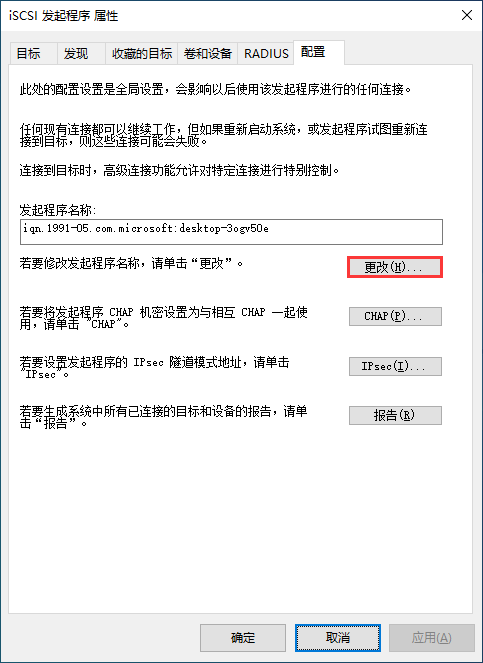 iSCSI 发起程序 属性
目标 发现 收藏的目标 卷和设备 RADIUS 配置
此处的配置设置是全局设置，会影响以后使用该发起程序进行的任何连接。
任何现有连接都可以继续工作，但如果重新启动系统，或发起程序试图重新连
接到目标，则这些连接可能会失败。
连接到目标时，高级连接功能允许对特定连接进行特别控制。
发起程序名称:
iqn.1991-05.com.microsoft:desktop-3ogv50e
若要修改发起程序名称，请单击“更改”。
更改(H)...
若要将发起程序 CHAP 机密设置为与相互 CHAP 一起使
用，请单击 "CHAP"。
CHAP(P)...
若要设置发起程序的 IPsec 隧道模式地址，请单击
"IPsec"。
IPsec(I)...
若要生成系统中所有已连接的目标和设备的报告，请单
击“报告”。
报告(R)
确定 取消 应用(A)